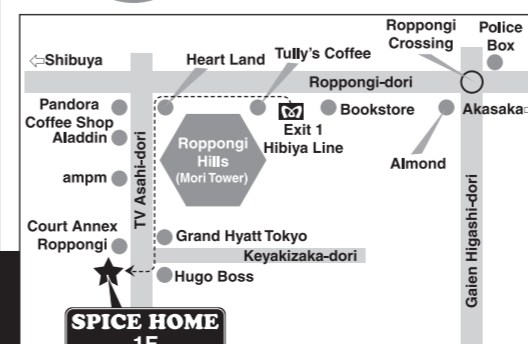 Roppongi
Crossing
Police
Box
⇦Shibuya
Heart Land
Tully's Coffee
Roppongi-dori
Pandora
Coffee Shop
Aladdin
ampm
TV Asahi-dori
Roppongi
Hills
(Mori Tower)
Exit 1
Hibiya Line
Bookstore
Almond
Akasaka
Court Annex
Roppongi
Grand Hyatt Tokyo
Keyakizaka-dori
Hugo Boss
Gaien Higashi-dori
SPICE HOME
1F